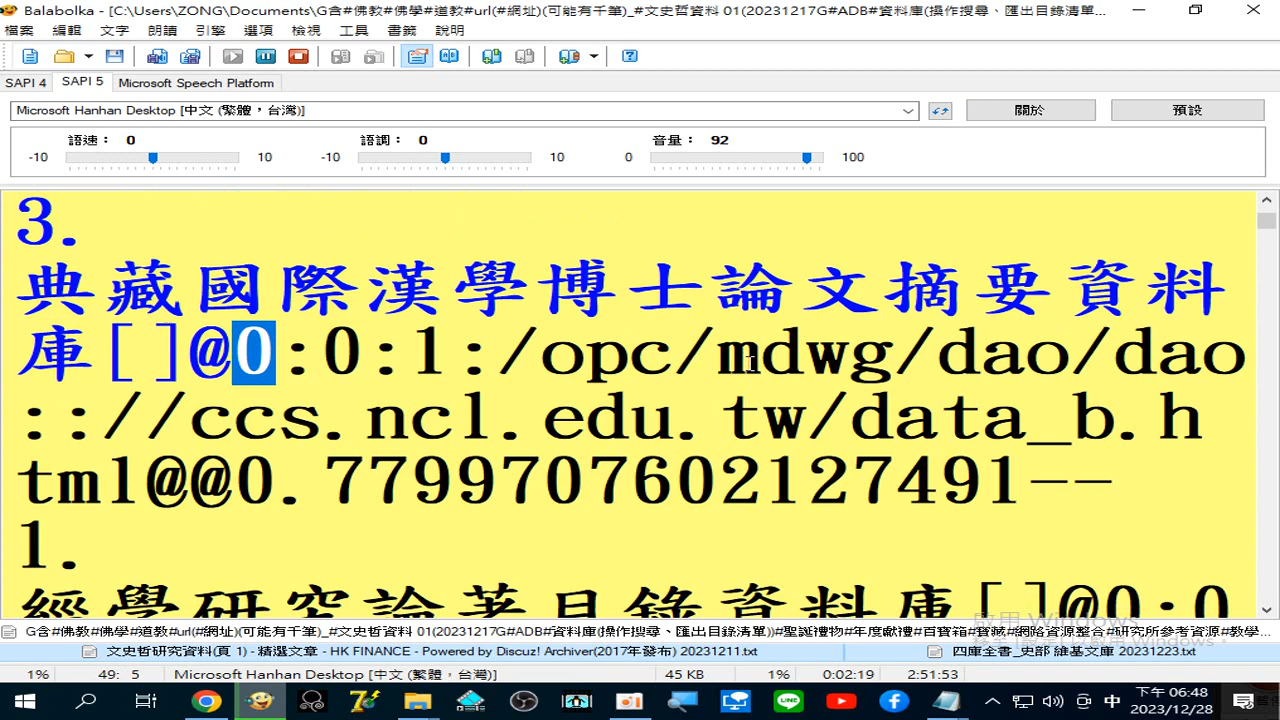 Balabolka - [C:\Users\ZONG\Documents\G含#佛教#佛學#道教#url(#網址)(可能有千筆)_#文史哲資料 01(20231217G#ADB#資料庫(操作搜尋、匯出目錄清單...
檔案 編輯 文字 朗讀 引擎 選項 檢視 工具 書籤 說明
SAPI 4 SAPI 5 Microsoft Speech Platform
Microsoft Hanhan Desktop [中文 (繁體，台灣)] 關於 預設
語速： 0 語調： 0 音量： 92
-10 10 -10 10 0 100
3.
典藏國際漢學博士論文摘要資料
庫[]@0:0:1:/opc/mdwg/dao/dao
:://ccs.ncl.edu.tw/data_b.h
tml@@0.7799707602127491--
1.
經學研究論著目錄資料庫[]@0:0
啟用 Windows
G含#佛教#佛學#道教#url(#網址)(可能有千筆)_#文史哲資料 01(20231217G#ADB#資料庫(操作搜尋、匯出目錄清單))#聖誕禮物#年度獻禮#百寶箱#寶藏#網路資源整合#研究所參考資源#教學...
文史哲研究資料(頁 1) - 精選文章 - HK FINANCE - Powered by Discuz! Archiver(2017年發布) 20231211.txt 四庫全書_史部 維基文庫 20231223.txt
1% 49: 5 Microsoft Hanhan Desktop [中文 (繁體，台灣)] 45 KB 1% 0:02:19 2:51:53
中 下午 06:48
2023/12/28